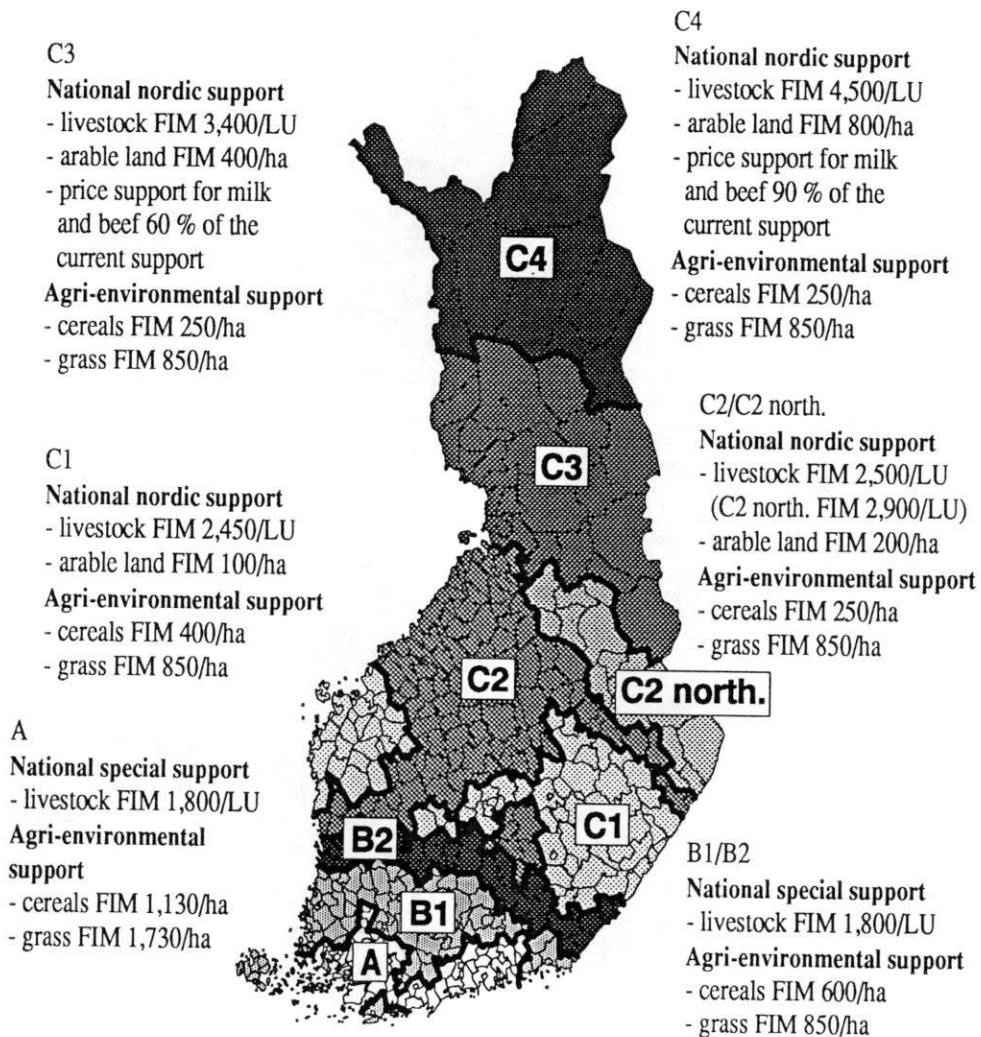 C3
National nordic support
- livestock FIM 3,400/LU
- arable land FIM 400/ha
- price support for milk
and beef 60 % of the
current support
Agri-environmental support
- cereals FIM 250/ha
- grass FIM 850/ha
C4
National nordic support
- livestock FIM 4,500/LU
- arable land FIM 800/ha
- price support for milk
and beef 90 % of the
current support
Agri-environmental support
- cereals FIM 250/ha
- grass FIM 850/ha
C1
National nordic support
- livestock FIM 2,450/LU
- arable land FIM 100/ha
Agri-environmental support
- cereals FIM 400/ha
- grass FIM 850/ha
C2/C2 north.
National nordic support
- livestock FIM 2,500/LU
(C2 north. FIM 2,900/LU)
- arable land FIM 200/ha
Agri-environmental support
- cereals FIM 250/ha
- grass FIM 850/ha
A
National special support
- livestock FIM 1,800/LU
Agri-environmental
support
- cereals FIM 1,130/ha
- grass FIM 1,730/ha
B1/B2
National special support
- livestock FIM 1,800/LU
Agri-environmental support
- cereals FIM 600/ha
- grass FIM 850/ha
C4
C3
C2
C2 north.
C1
B2
B1
A